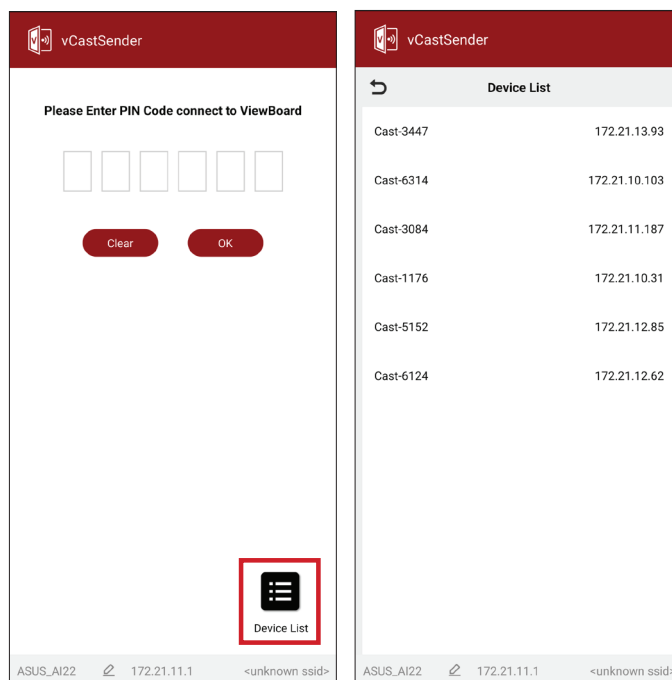 vCastSender
Please Enter PIN Code connect to ViewBoard
Clear OK
Device List
ASUS_AI22 172.21.11.1 <unknown ssid>
vCastSender
Device List
Cast-3447 172.21.13.93
Cast-6314 172.21.10.103
Cast-3084 172.21.11.187
Cast-1176 172.21.10.31
Cast-5152 172.21.12.85
Cast-6124 172.21.12.62
ASUS_AI22 172.21.11.1 <unknown ssid>